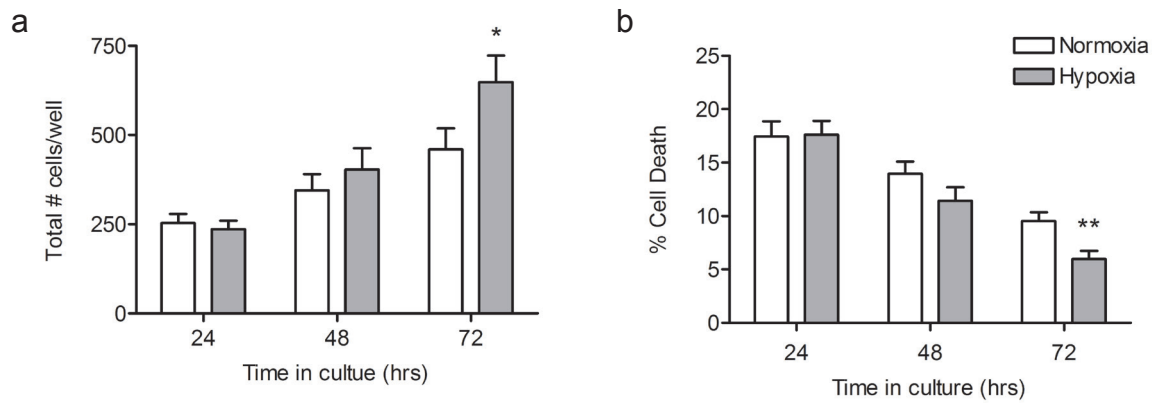 a
750
500
250
0
Total # cells/well
*
24 48 72
Time in cultue (hrs)
b
25
20
15
10
5
0
% Cell Death
Normoxia
Hypoxia
**
24 48 72
Time in culture (hrs)